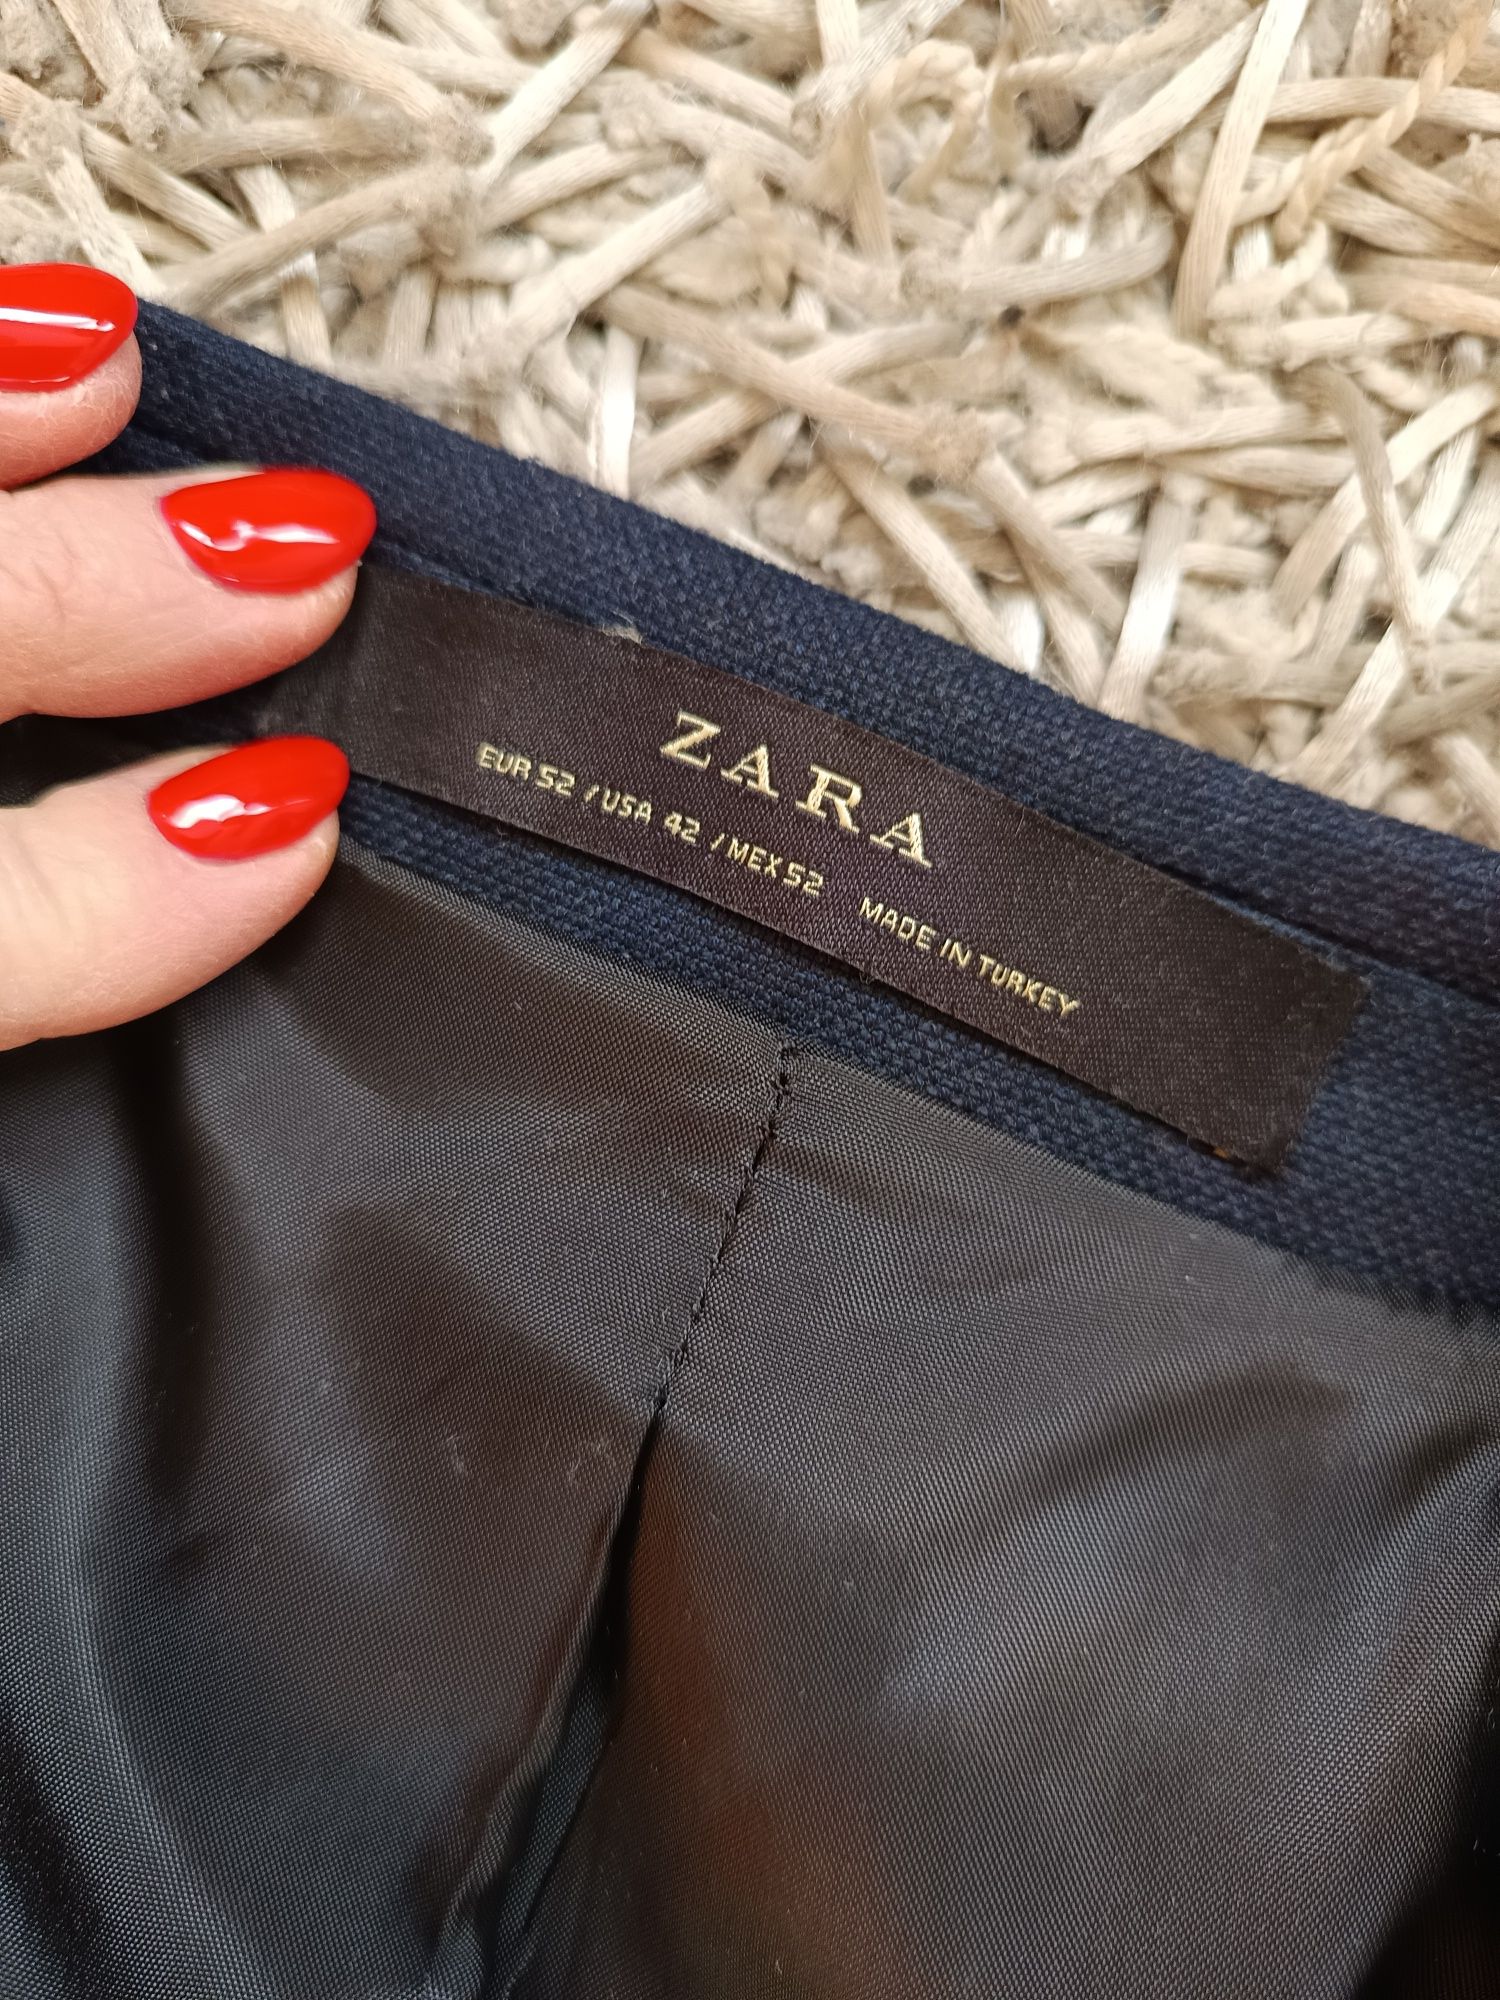 ZARA
EUR 52 / USA 42 / MEX 52 MADE IN TURKEY